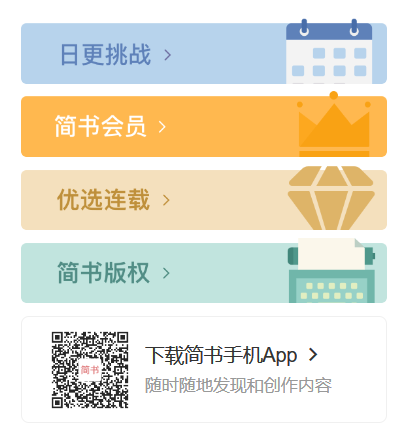 日更挑战 >
简书会员 >
优选连载 >
简书版权 >
简书
下载简书手机App >
随时随地发现和创作内容